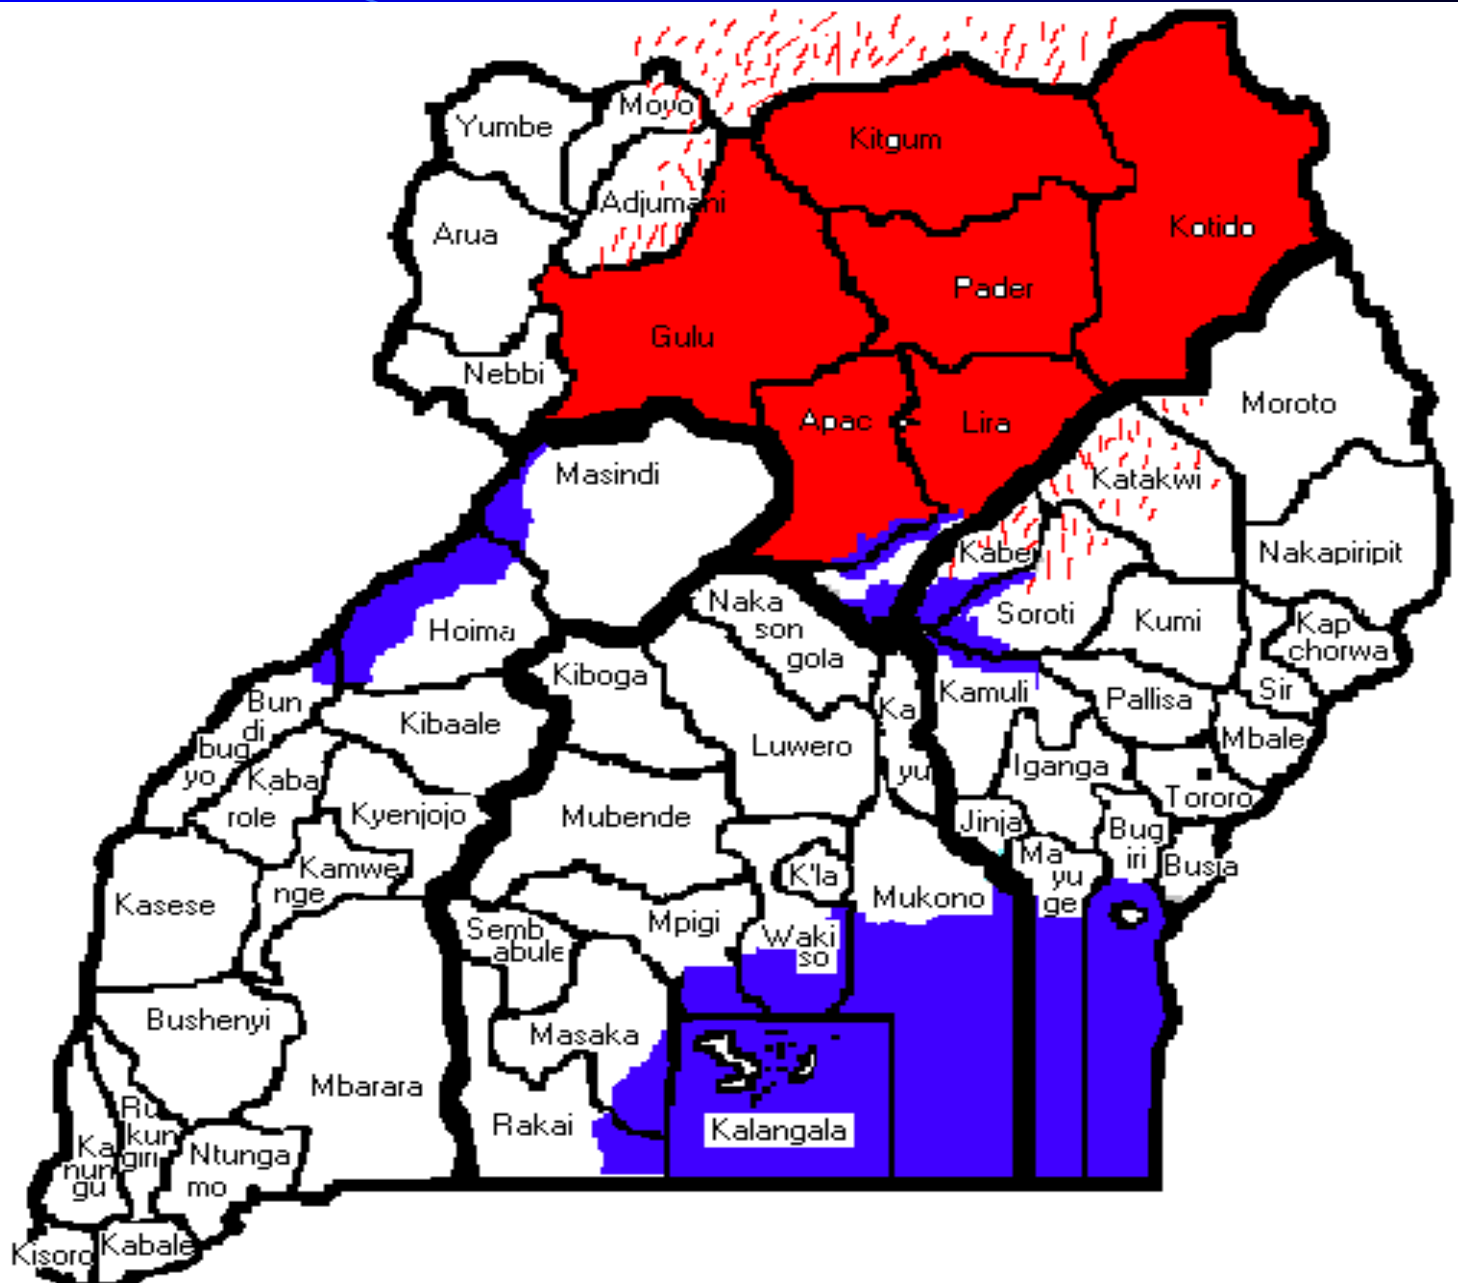 Moyo
Yumbe
Kitgum
Adjumani
Arua
Kotido
Pader
Gulu
Nebbi
Moroto
Apac
Lira
Masindi
Katakwi
Kabe
Nakapiripit
Naka
son
gola
Soroti
Kumi
Kap
chorwa
Hoima
Kiboga
Sir
Kamuli
Pallisa
Bun
di
bug
yo
Kibaale
Ka
yu
Luwero
Mbale
Iganga
Kaba
role
Kyenjojo
Mubende
Tororo
Jinja
Bug
iri
Ma
yu
ge
Busia
Kamwe
nge
K'la
Kasese
Mukono
Mpigi
Semb
abule
Waki
so
Bushenyi
Masaka
Mbarara
Ru
kun
giri
Rakai
Kalangala
Ka
nun
gu
Ntunga
mo
Kabale
Kisoro